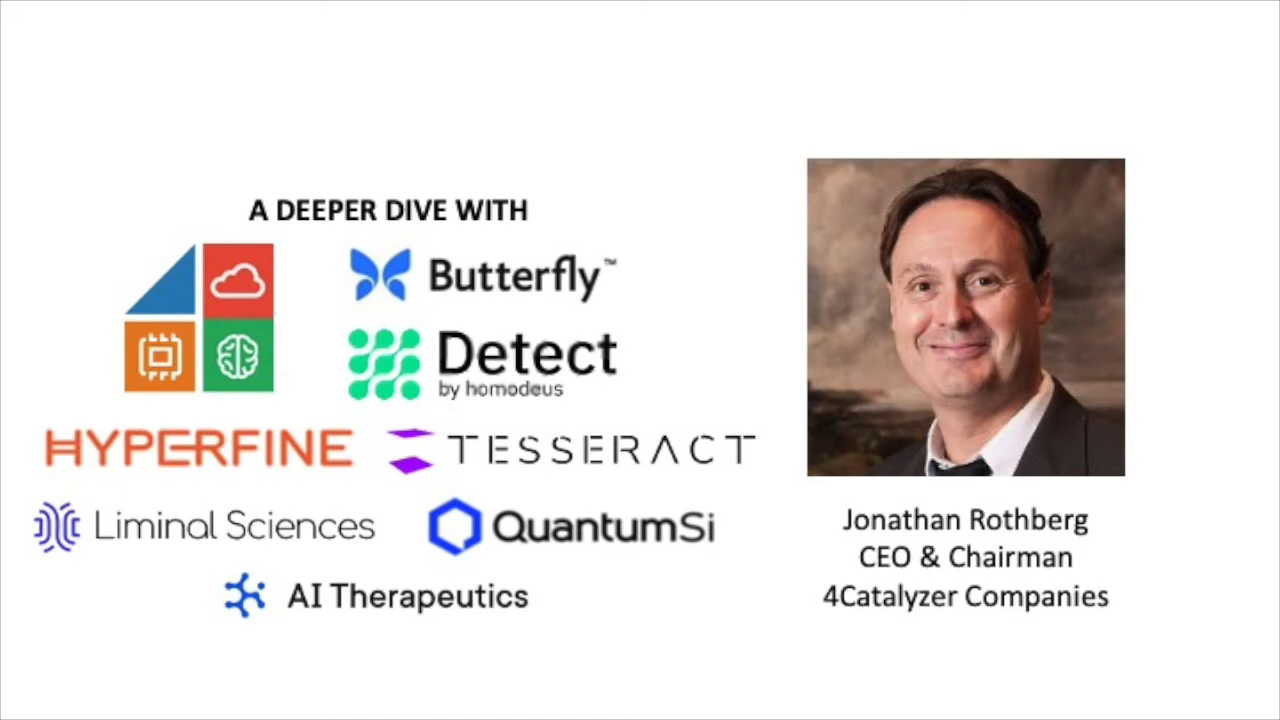 A DEEPER DIVE WITH
Butterfly™
Detect
by homodeus
HYPERFINE
TESSERACT
Liminal Sciences
QuantumSi
AI Therapeutics
Jonathan Rothberg
CEO & Chairman
4Catalyzer Companies